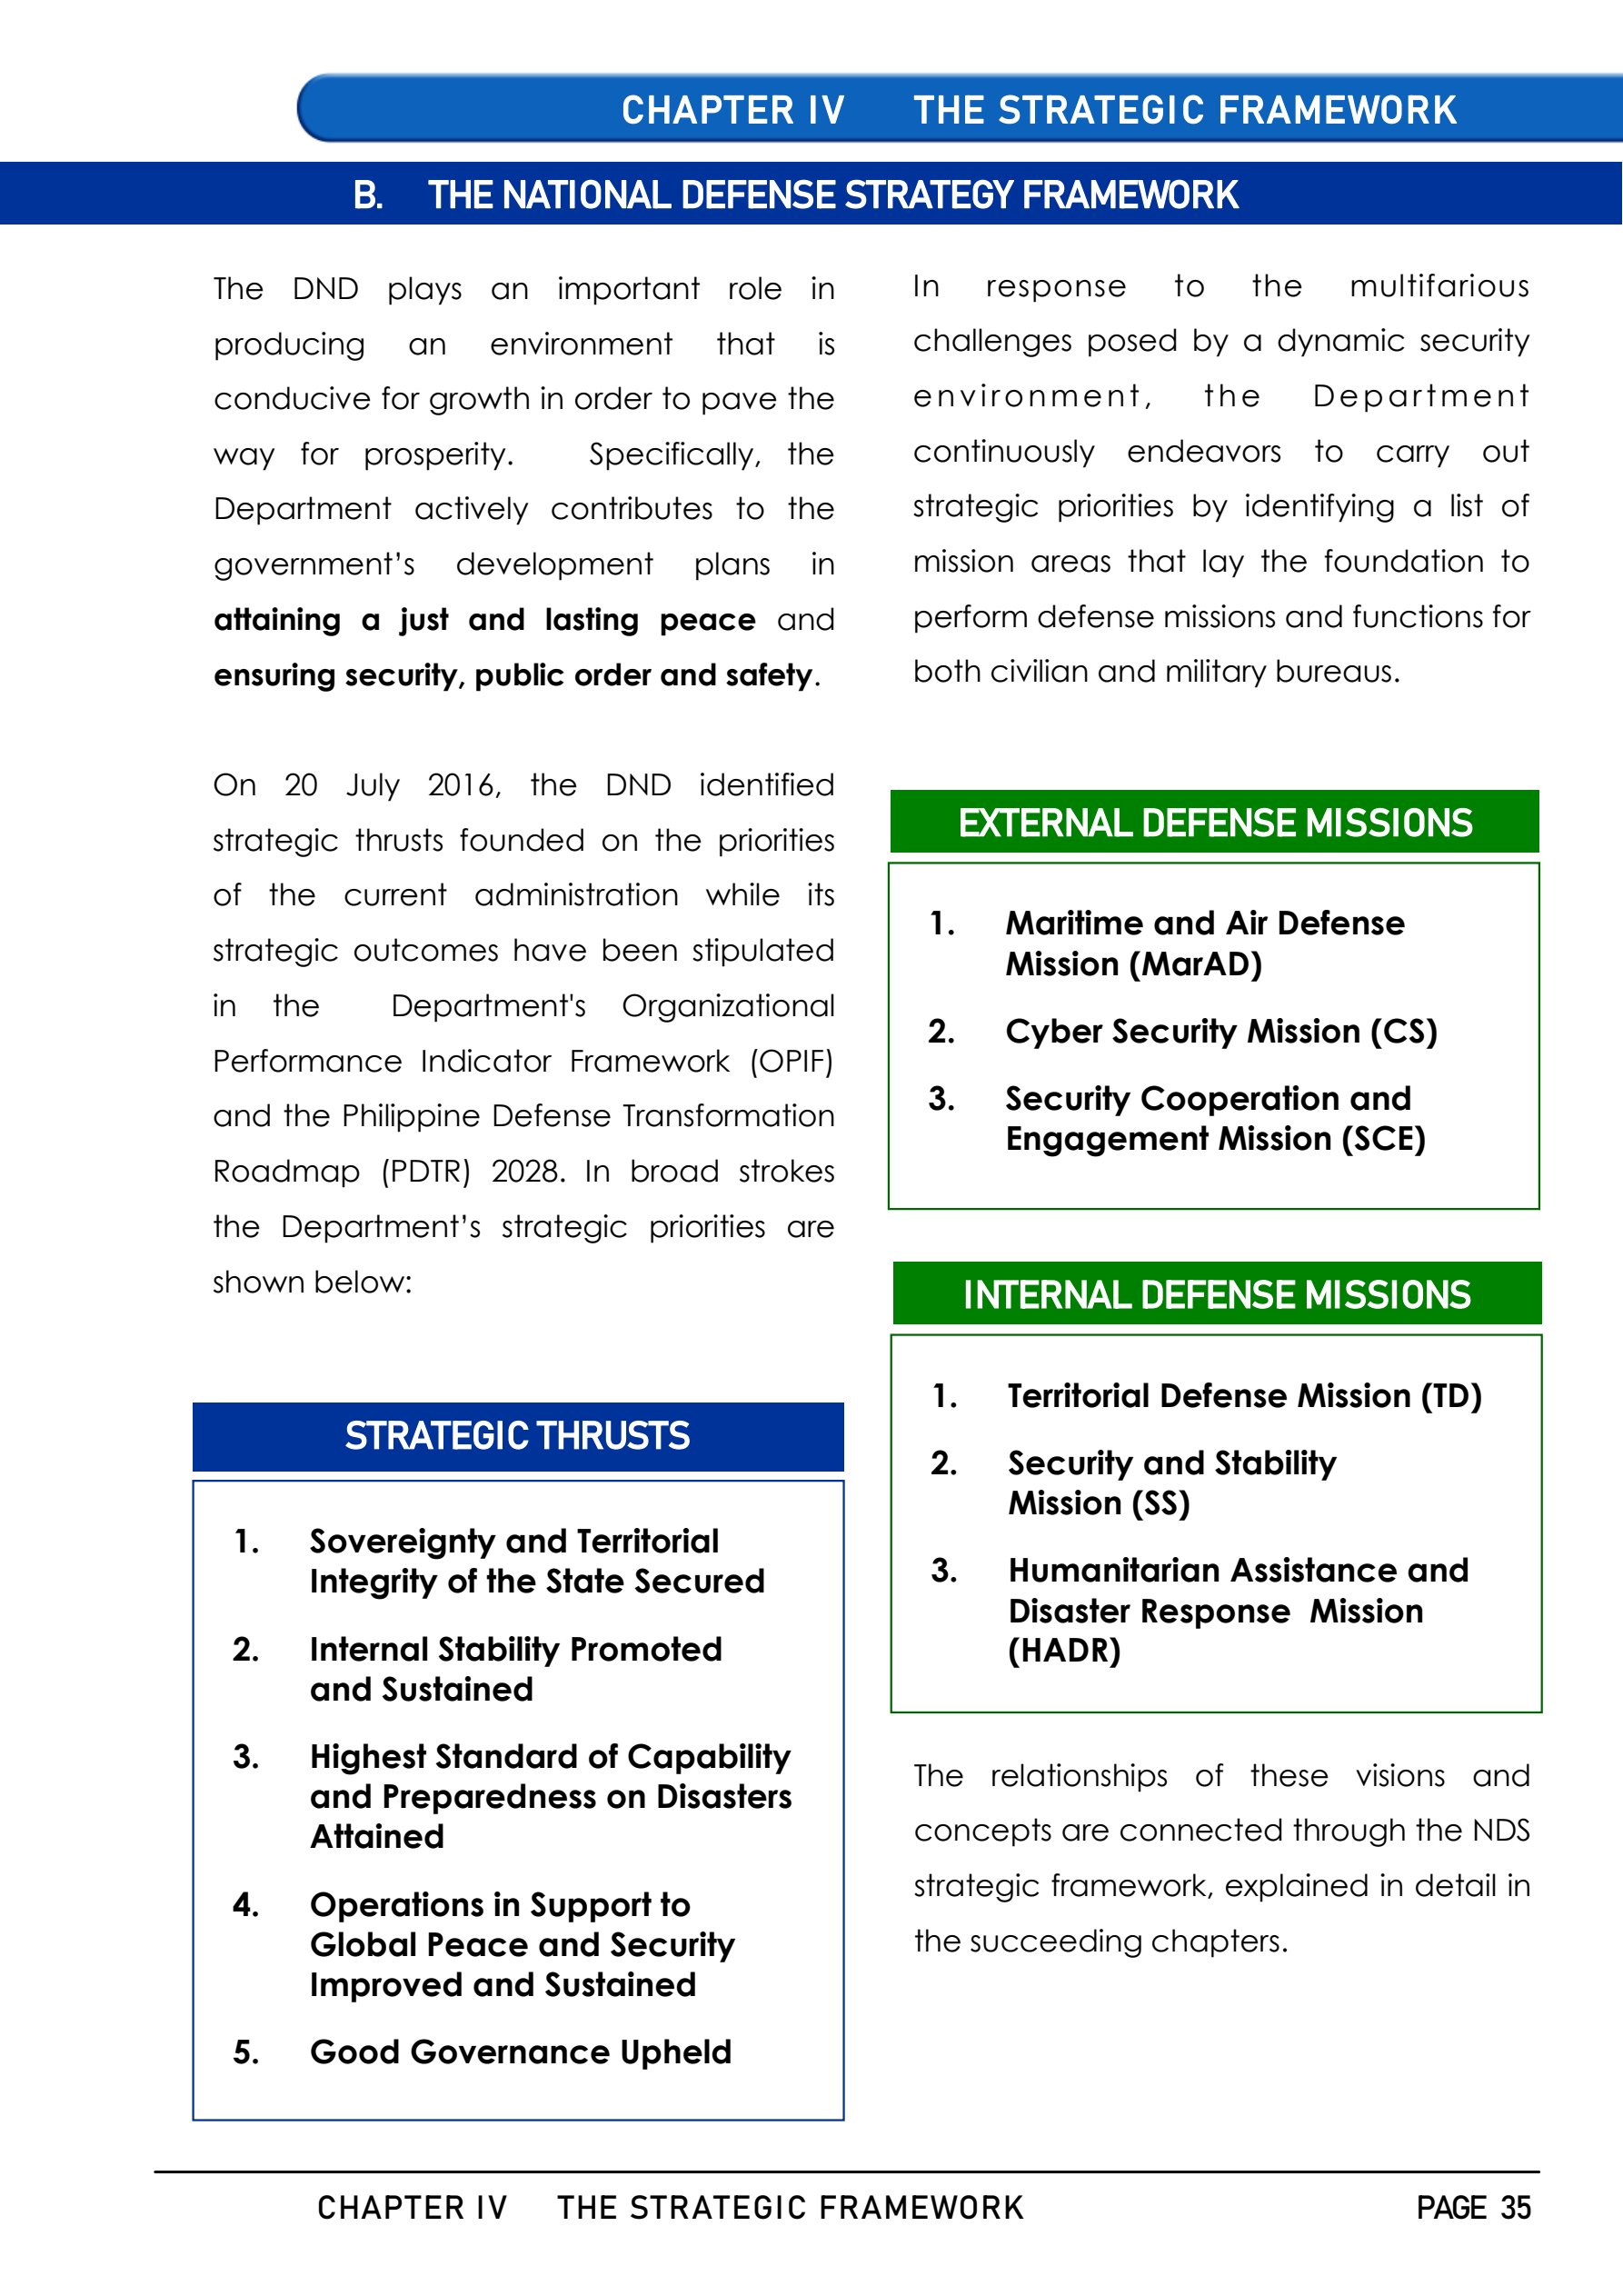 CHAPTER IV THE STRATEGIC FRAMEWORK
B. THE NATIONAL DEFENSE STRATEGY FRAMEWORK
The DND plays an important role in
producing an environment that is
conducive for growth in order to pave the
way for prosperity. Specifically, the
Department actively contributes to the
government’s development plans in
attaining a just and lasting peace and
ensuring security, public order and safety.
On 20 July 2016, the DND identified
strategic thrusts founded on the priorities
of the current administration while its
strategic outcomes have been stipulated
in the Department's Organizational
Performance Indicator Framework (OPIF)
and the Philippine Defense Transformation
Roadmap (PDTR) 2028. In broad strokes
the Department’s strategic priorities are
shown below:
STRATEGIC THRUSTS
1. Sovereignty and Territorial
Integrity of the State Secured
2. Internal Stability Promoted
and Sustained
3. Highest Standard of Capability
and Preparedness on Disasters
Attained
4. Operations in Support to
Global Peace and Security
Improved and Sustained
5. Good Governance Upheld
In response to the multifarious
challenges posed by a dynamic security
environment, the Department
continuously endeavors to carry out
strategic priorities by identifying a list of
mission areas that lay the foundation to
perform defense missions and functions for
both civilian and military bureaus.
EXTERNAL DEFENSE MISSIONS
1. Maritime and Air Defense
Mission (MarAD)
2. Cyber Security Mission (CS)
3. Security Cooperation and
Engagement Mission (SCE)
INTERNAL DEFENSE MISSIONS
1. Territorial Defense Mission (TD)
2. Security and Stability
Mission (SS)
3. Humanitarian Assistance and
Disaster Response Mission
(HADR)
The relationships of these visions and
concepts are connected through the NDS
strategic framework, explained in detail in
the succeeding chapters.
CHAPTER IV THE STRATEGIC FRAMEWORK PAGE 35